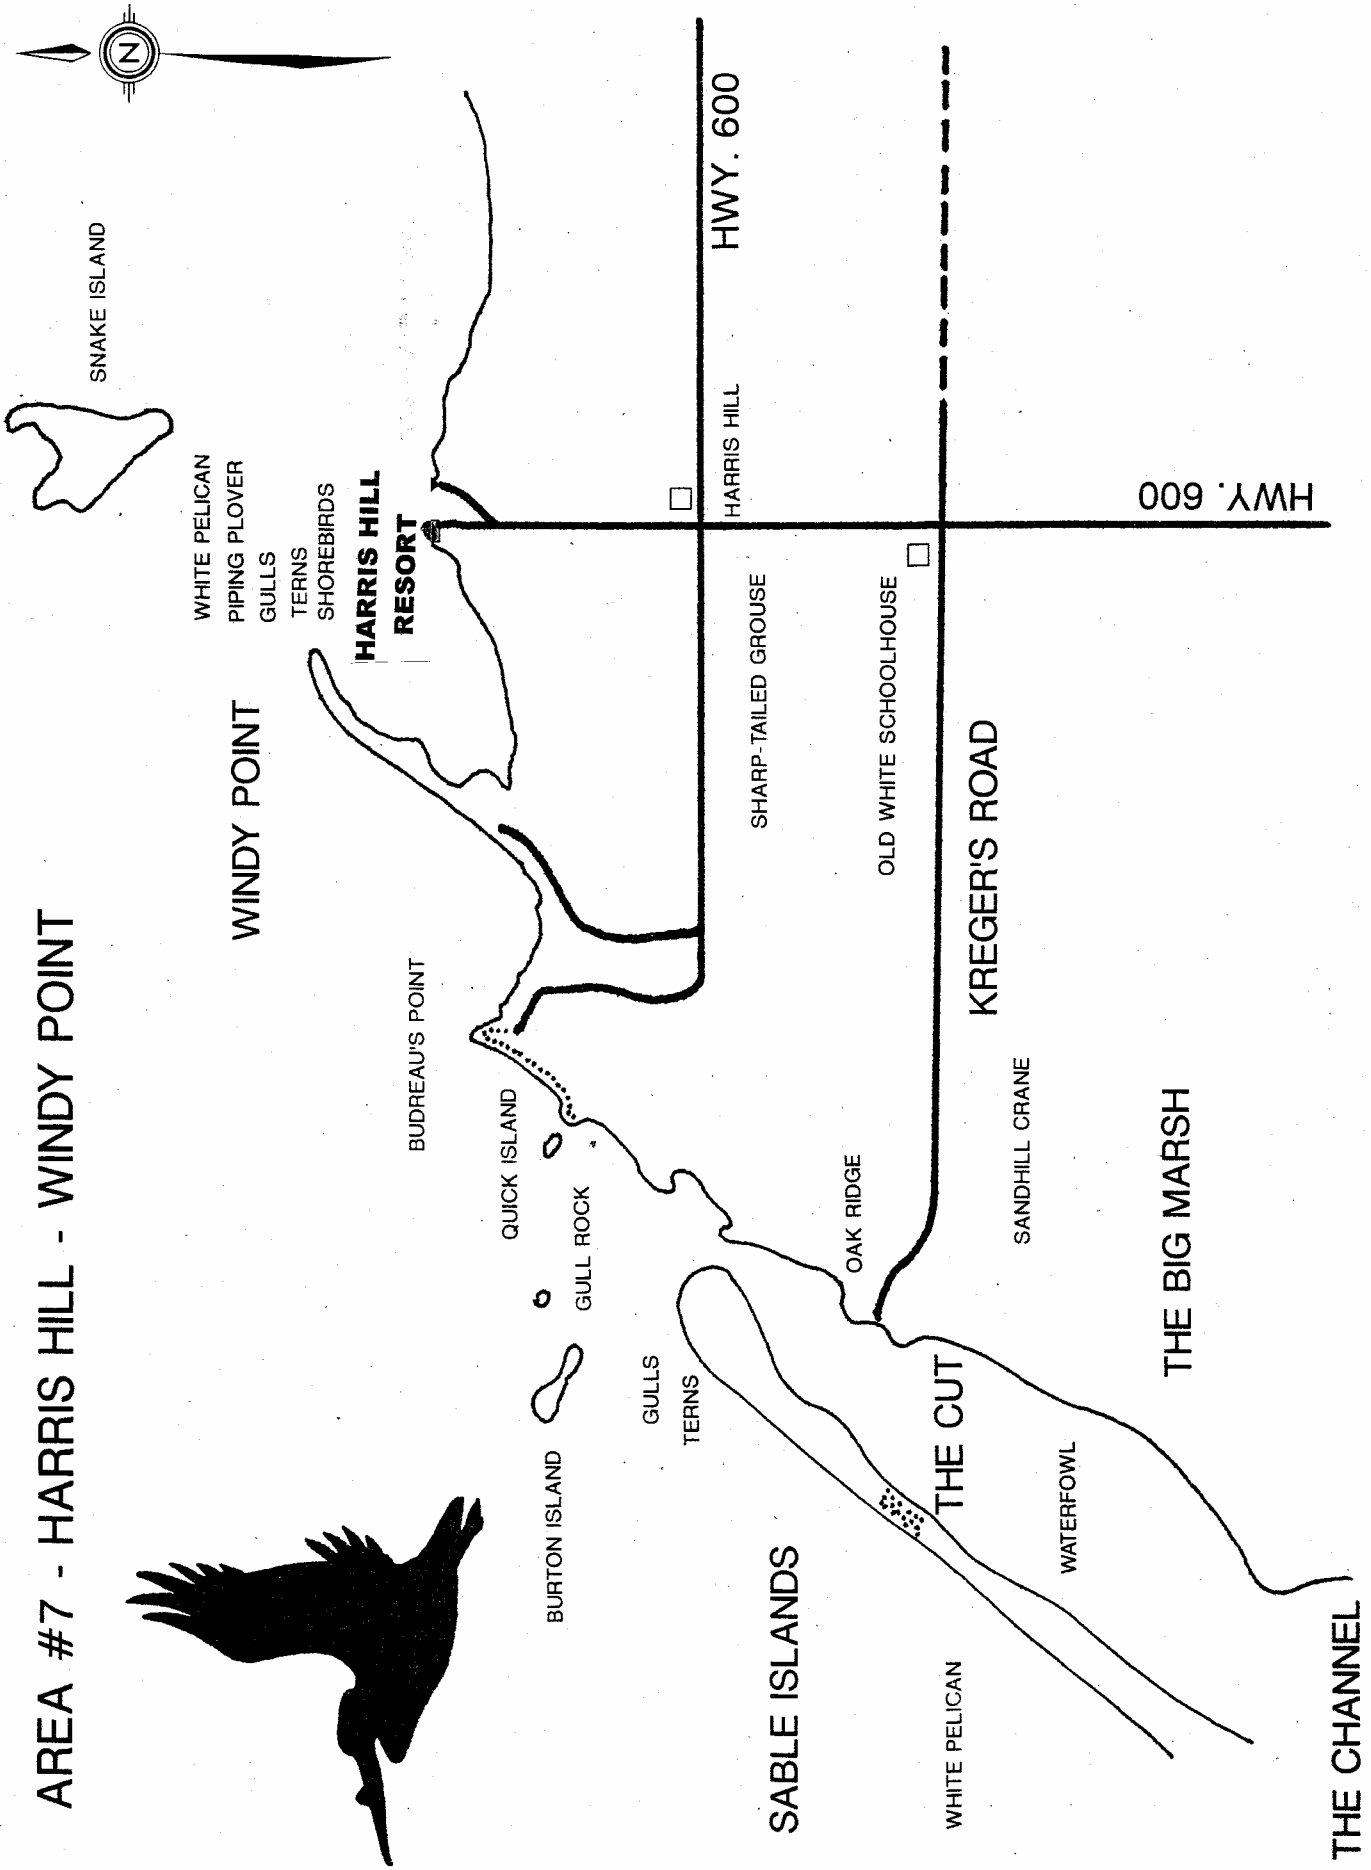 AREA #7 - HARRIS HILL - WINDY POINT
N
SNAKE ISLAND
WHITE PELICAN
PIPING PLOVER
GULLS
TERNS
SHOREBIRDS
WINDY POINT
HARRIS HILL
RESORT
BUDREAU'S POINT
QUICK ISLAND
BURTON ISLAND
GULL ROCK
GULLS
TERNS
HWY. 600
HARRIS HILL
SHARP-TAILED GROUSE
SABLE ISLANDS
OAK RIDGE
OLD WHITE SCHOOLHOUSE
THE CUT
WHITE PELICAN
KREGER'S ROAD
SANDHILL CRANE
WATERFOWL
THE BIG MARSH
HWY. 600
THE CHANNEL